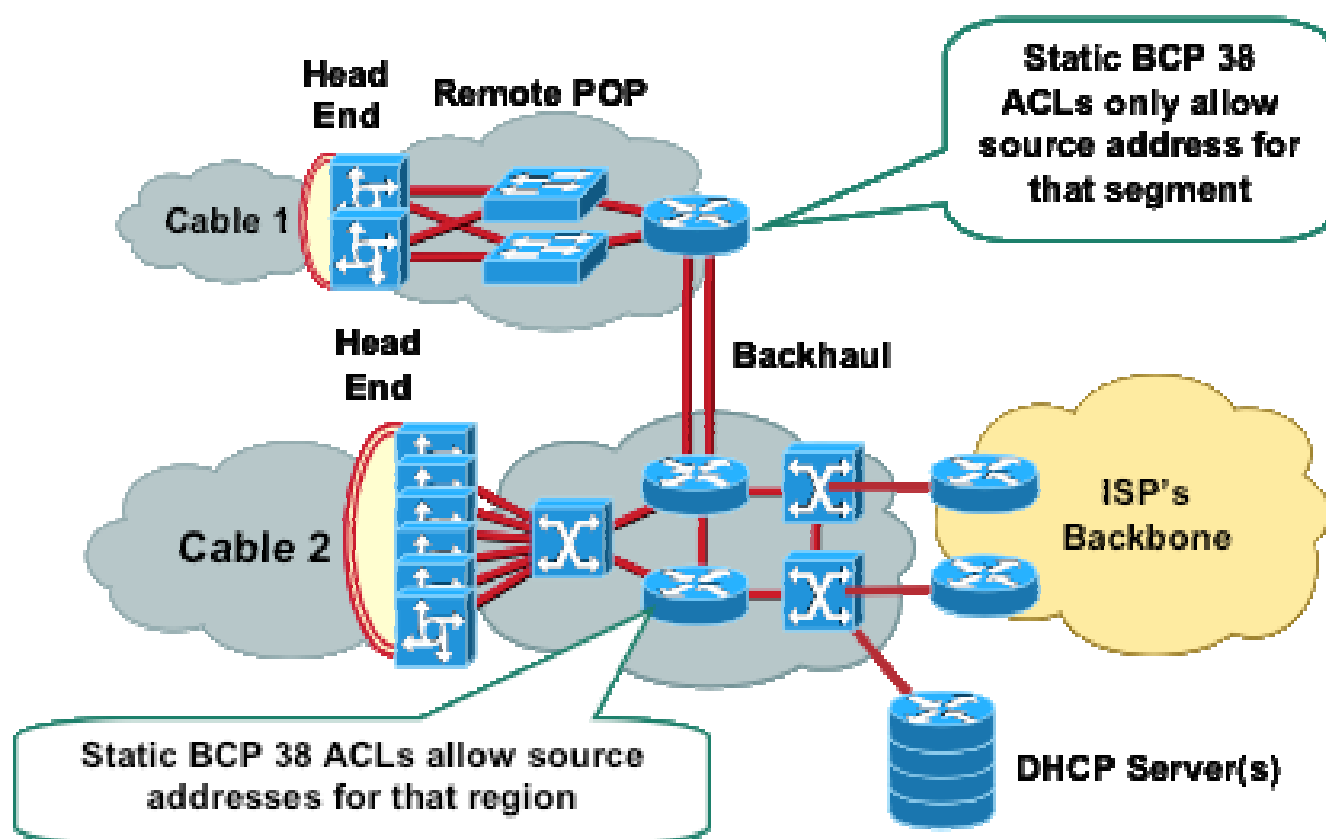 Head
End
Remote POP
Static BCP 38
ACLs only allow
source address for
that segment
Cable 1
Head
End
Backhaul
Cable 2
ISP's
Backbone
Static BCP 38 ACLs allow source
addresses for that region
DHCP Server(s)